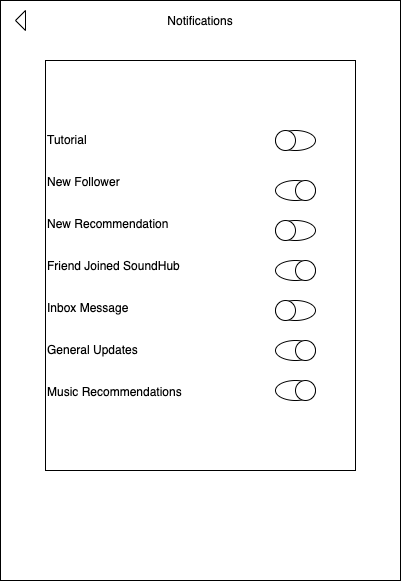 Notifications
Tutorial
New Follower
New Recommendation
Friend Joined SoundHub
Inbox Message
General Updates
Music Recommendations